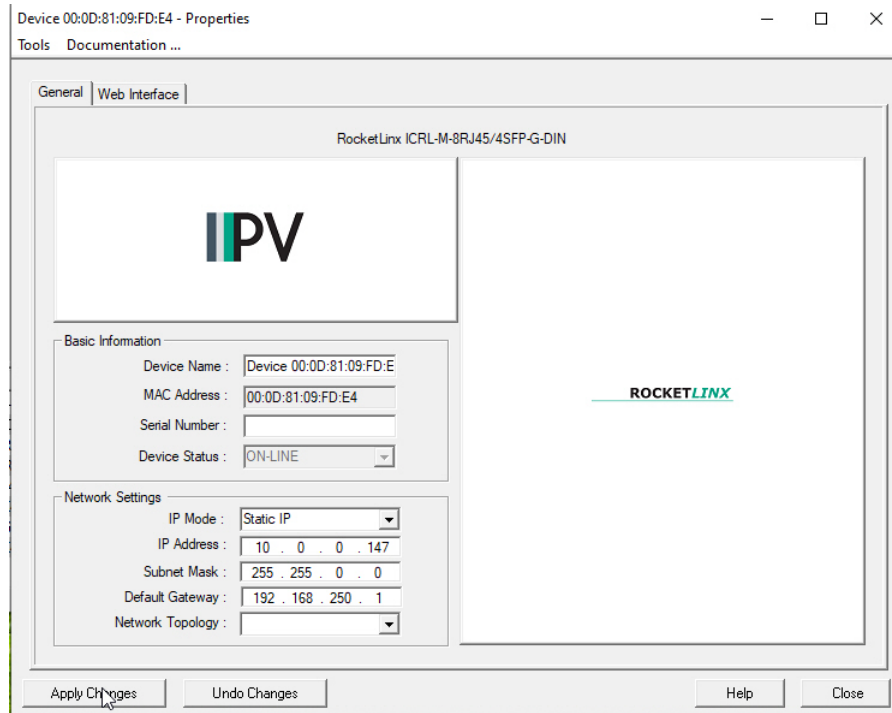 Device 00:0D:81:09:FD:E4 - Properties
Tools Documentation ...
General Web Interface
RocketLinx ICRL-M-8RJ45/4SFP-G-DIN
PV
Basic Information
Device Name : Device 00:0D:81:09:FD:E
MAC Address : 00:0D:81:09:FD:E4
Serial Number :
Device Status : ON-LINE
ROCKETLINX
Network Settings
IP Mode : Static IP
IP Address : 10 . 0 . 0 . 147
Subnet Mask : 255 . 255 . 0 . 0
Default Gateway : 192 . 168 . 250 . 1
Network Topology :
Apply Changes Undo Changes Help Close